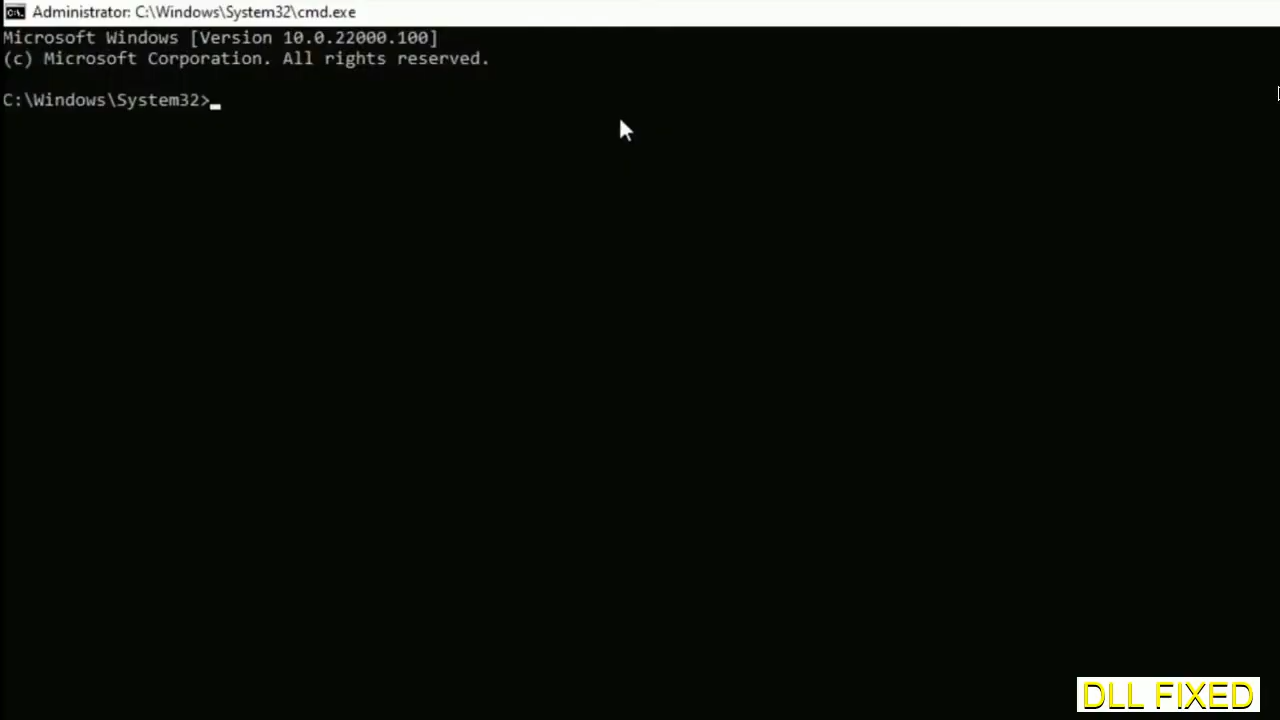 Administrator: C:\Windows\System32\cmd.exe
Microsoft Windows [Version 10.0.22000.100]
(c) Microsoft Corporation. All rights reserved.
C:\Windows\System32>
DLL FIXED